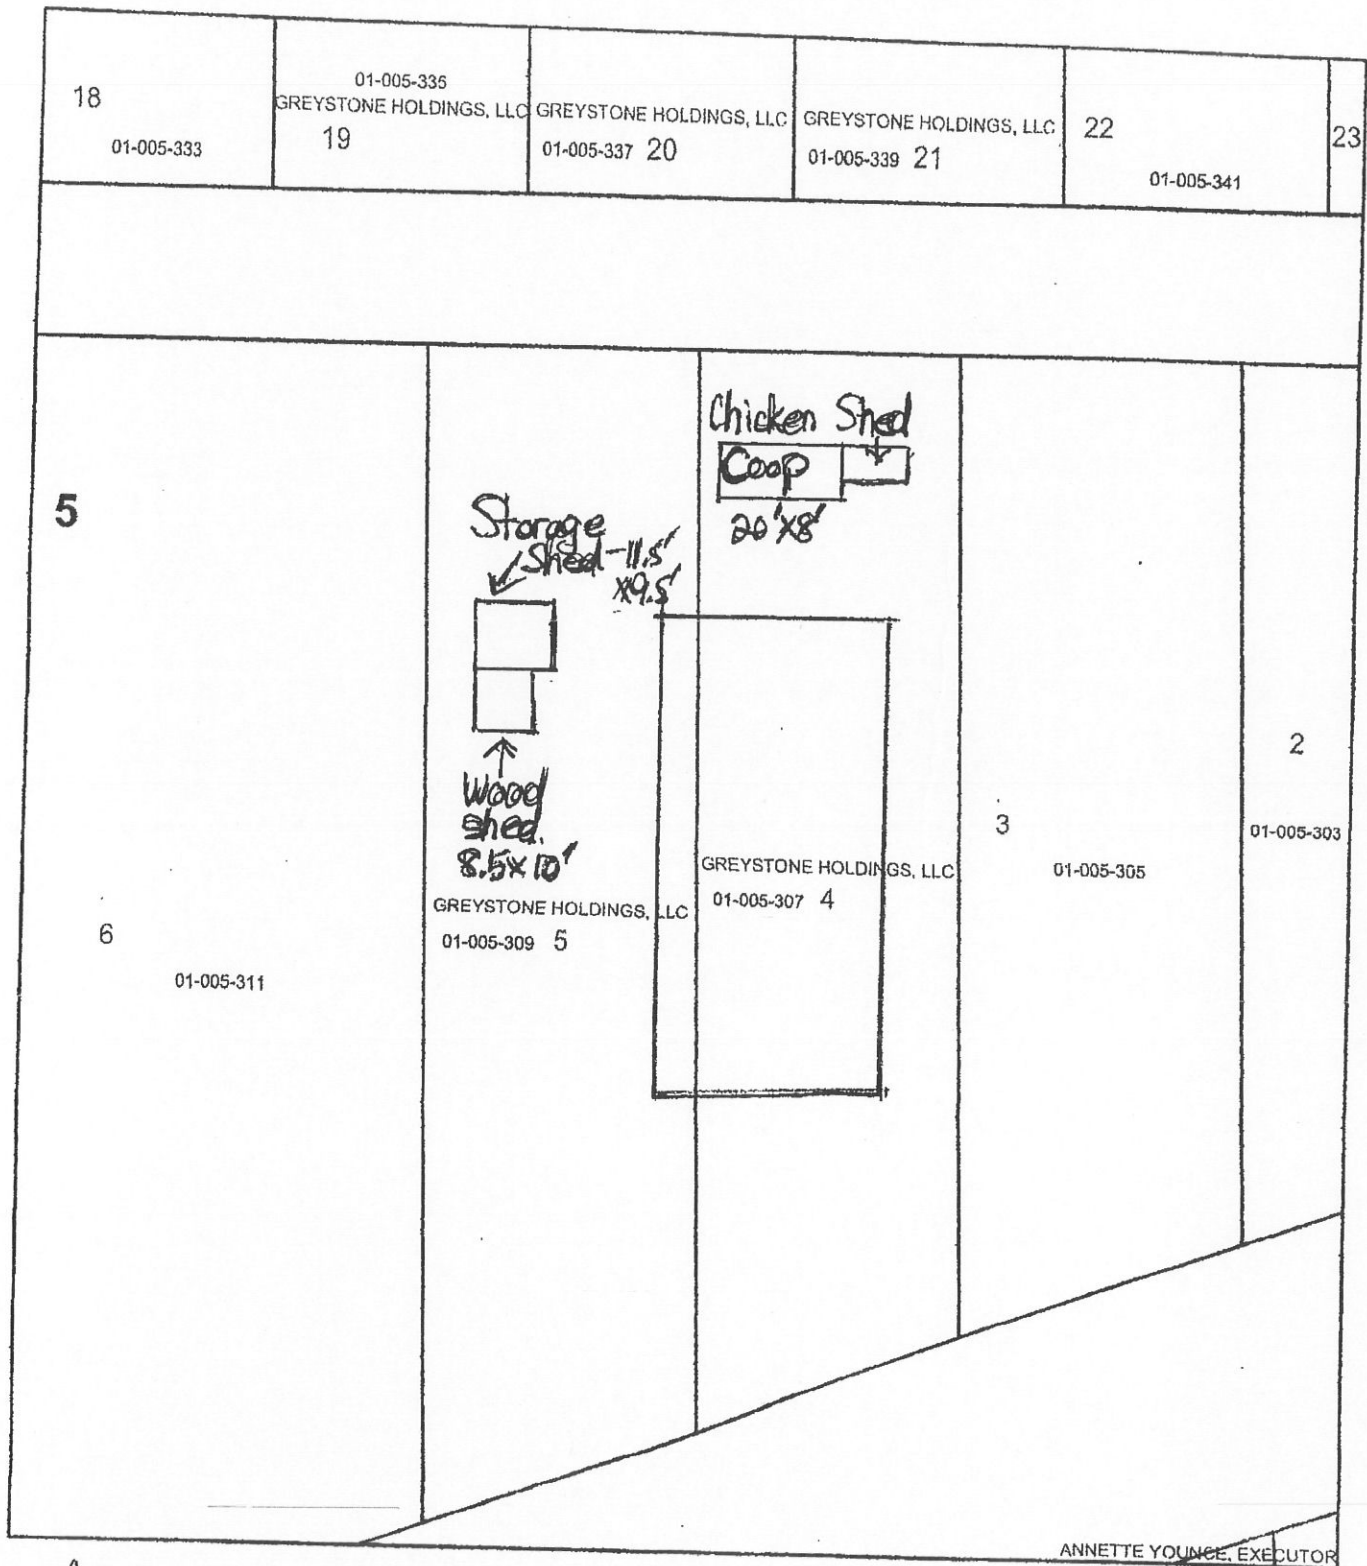 18
01-005-333
01-005-335
GREYSTONE HOLDINGS, LLC
19
GREYSTONE HOLDINGS, LLC
01-005-337 20
GREYSTONE HOLDINGS, LLC
01-005-339 21
22
01-005-341
23
5
Chicken Shed
Coop
20'x8'
Storage
Shed - 11.5'
x9.5'
Wood
shed.
8.5x10'
GREYSTONE HOLDINGS, LLC
01-005-309 5
GREYSTONE HOLDINGS, LLC
01-005-307 4
3
01-005-305
2
01-005-303
6
01-005-311
ANNETTE YOUNCE, EXECUTOR